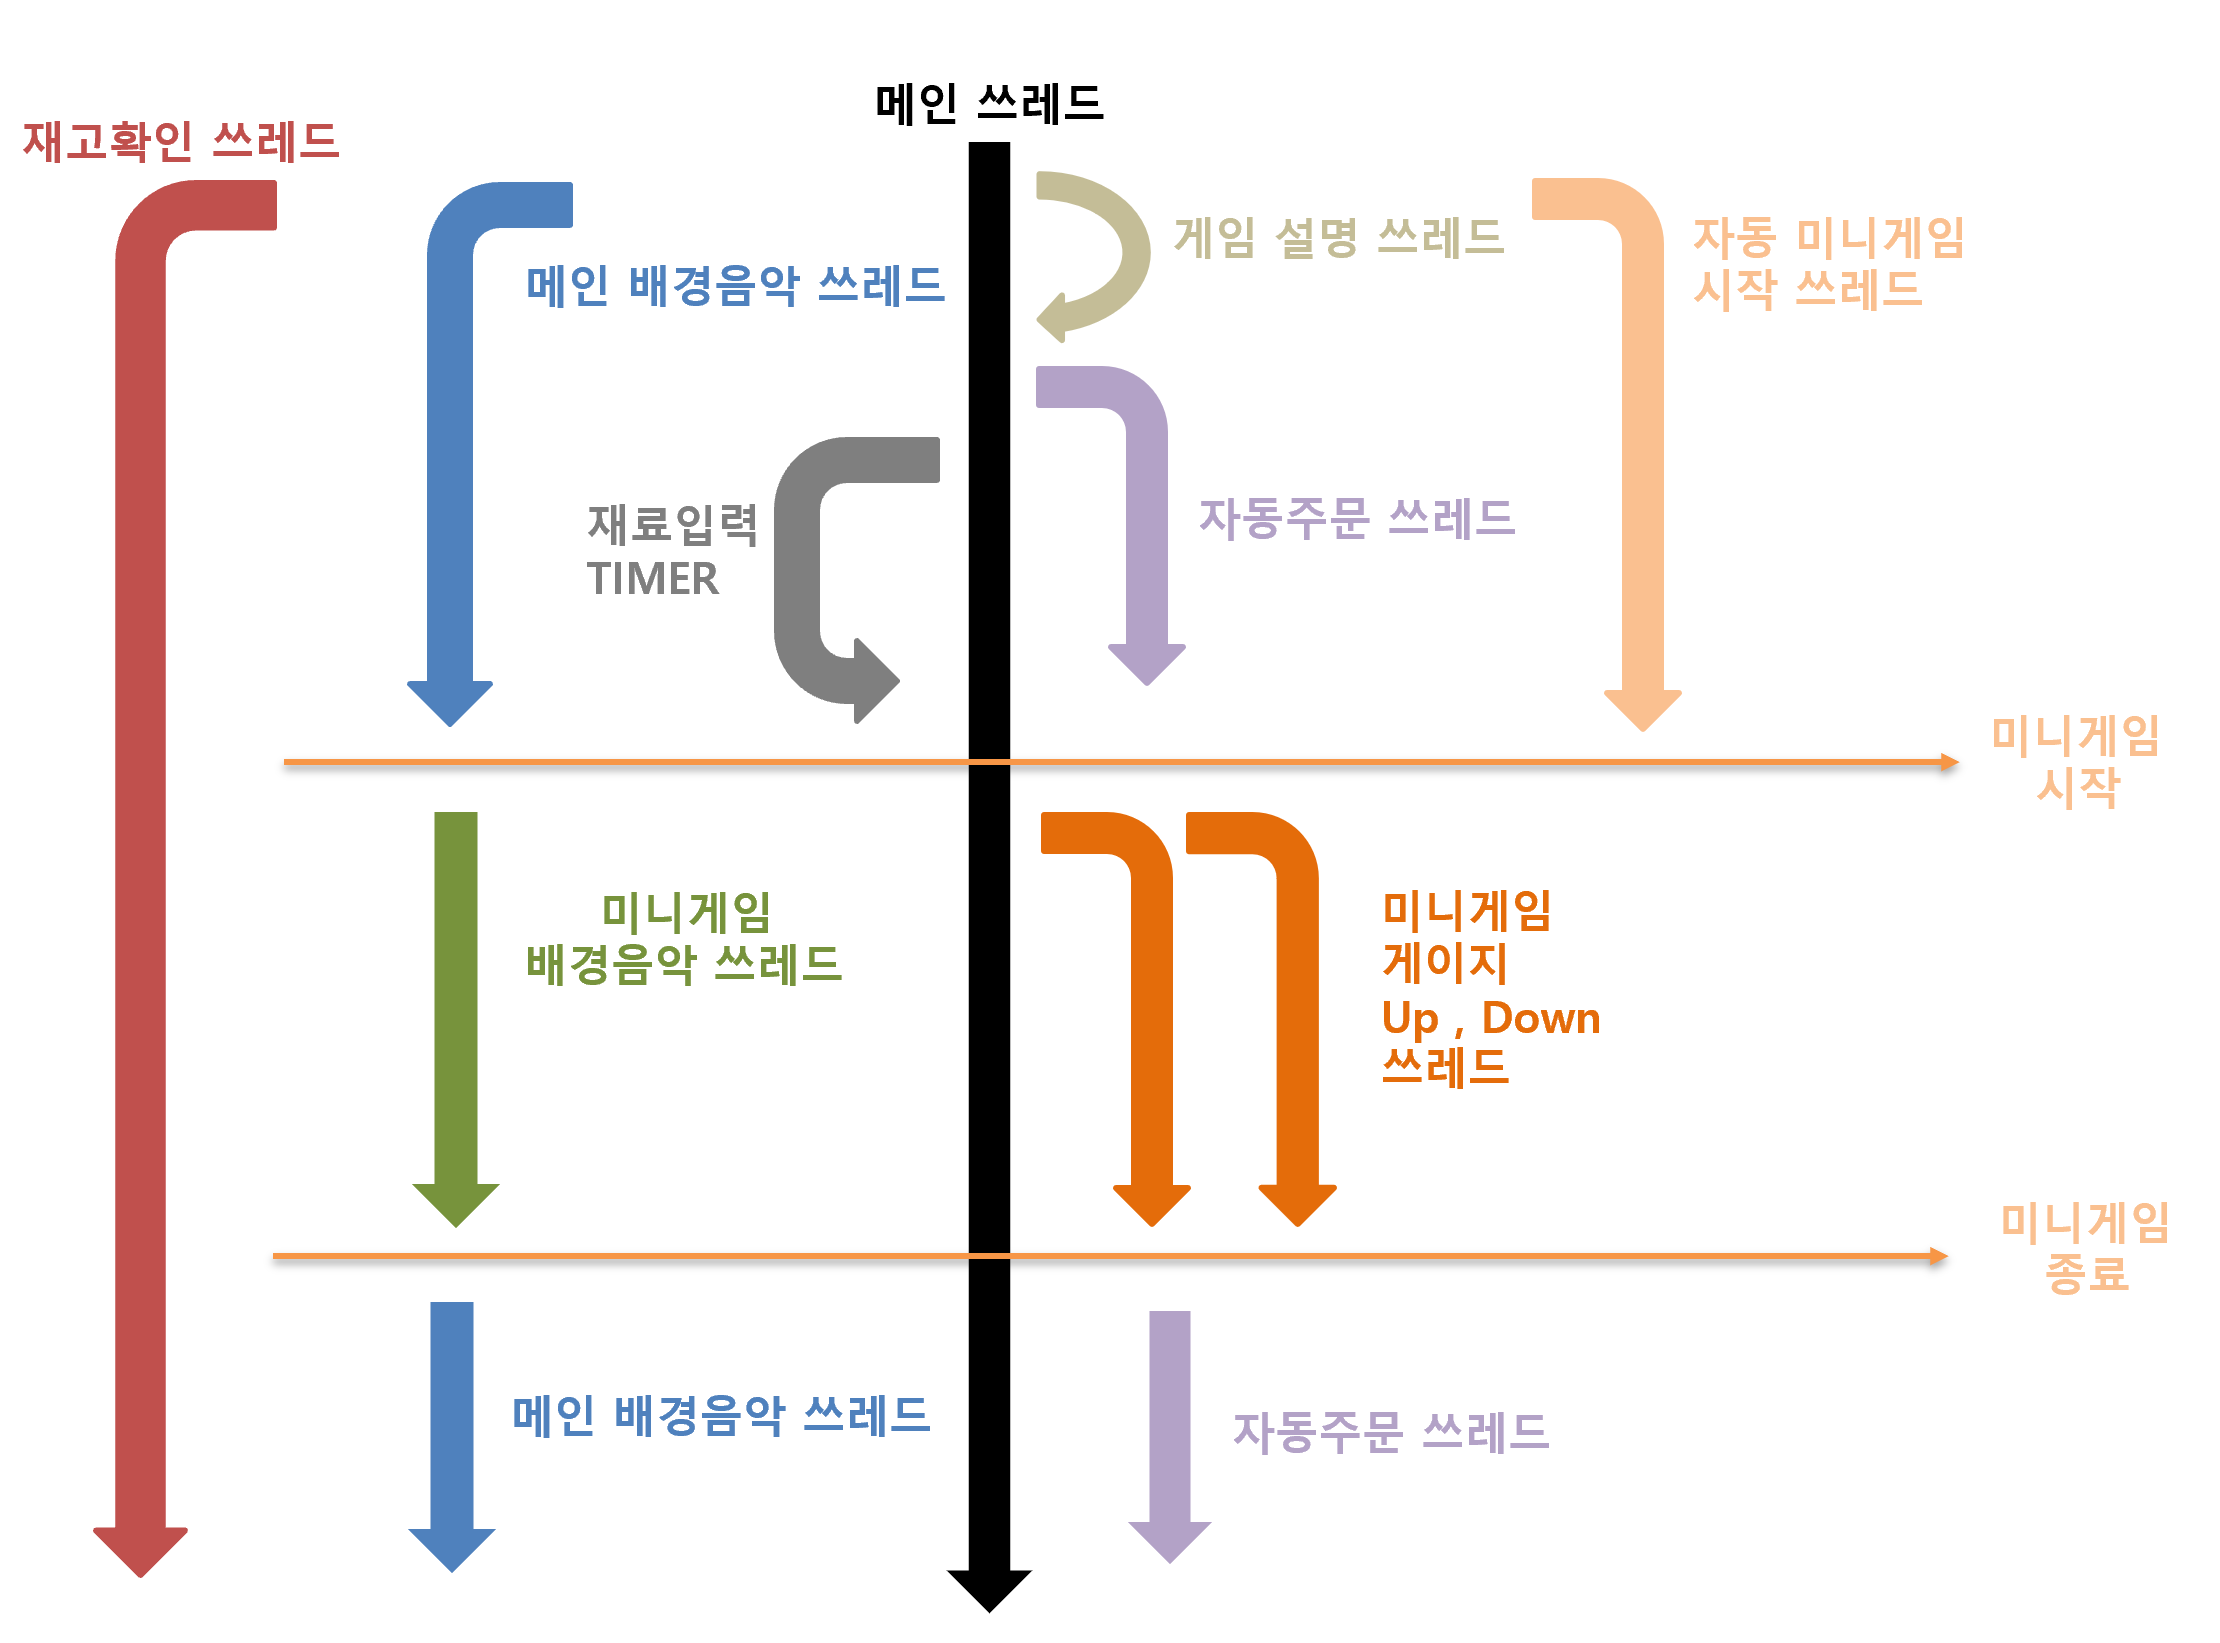 메인 쓰레드
재고확인 쓰레드
메인 배경음악 쓰레드
게임 설명 쓰레드
자동 미니게임
시작 쓰레드
재료입력
TIMER
자동주문 쓰레드
미니게임
시작
미니게임
배경음악 쓰레드
미니게임
게이지
Up , Down
쓰레드
미니게임
종료
메인 배경음악 쓰레드
자동주문 쓰레드